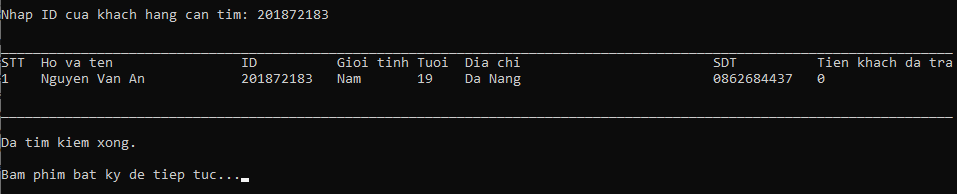 Nhap ID cua khach hang can tim: 201872183
STT Ho va ten ID Gioi tinh Tuoi Dia chi SDT Tien khach da tra
1 Nguyen Van An 201872183 Nam 19 Da Nang 0862684437 0
Da tim kiem xong.
Bam phim bat ky de tiep tuc...